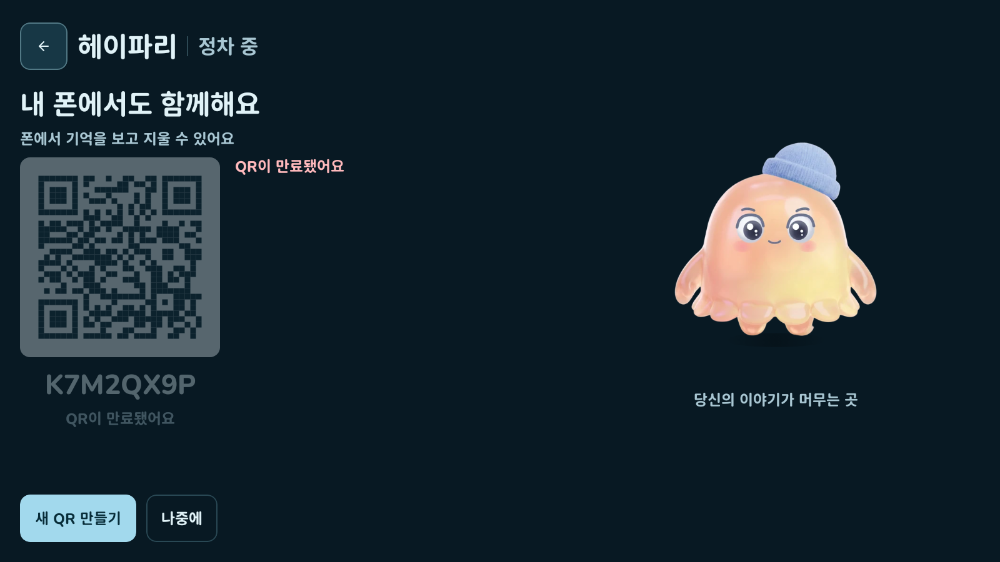 헤이파리
정차 중
내 폰에서도 함께해요
폰에서 기억을 보고 지울 수 있어요
QR이 만료됐어요
K7M2QX9P
QR이 만료됐어요
당신의 이야기가 머무는 곳
새 QR 만들기
나중에